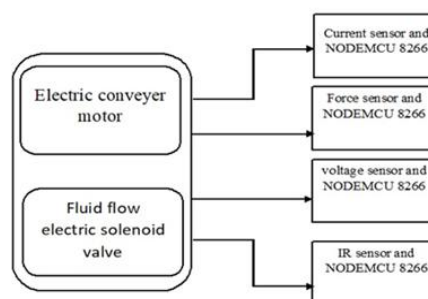 Electric conveyer
motor
Fluid flow
electric solenoid
valve
Current sensor and
NODEMCU 8266
Force sensor and
NODEMCU 8266
voltage sensor and
NODEMCU 8266
IR sensor and
NODEMCU 8266